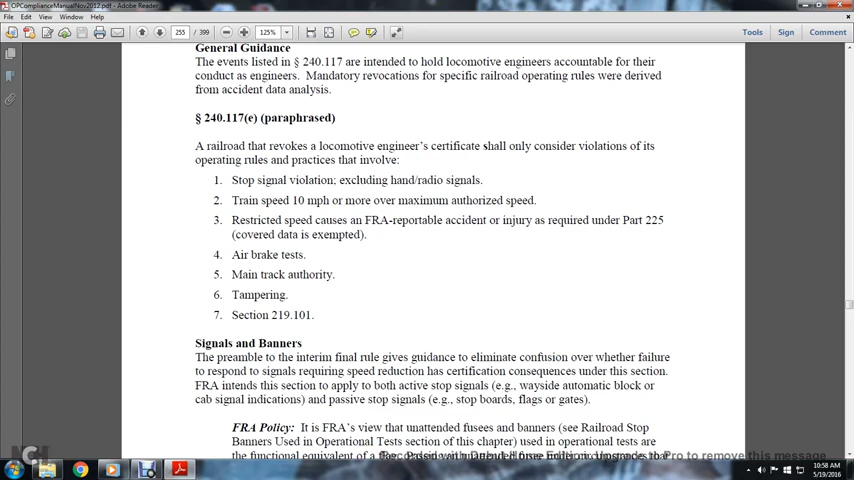 OPComplianceManualNov2012.pdf - Adobe Reader
File Edit View Window Help
255 / 399 125% Tools Sign Comment
General Guidance
The events listed in § 240.117 are intended to hold locomotive engineers accountable for their
conduct as engineers. Mandatory revocations for specific railroad operating rules were derived
from accident data analysis.
§ 240.117(e) (paraphrased)
A railroad that revokes a locomotive engineer's certificate shall only consider violations of its
operating rules and practices that involve:
1. Stop signal violation; excluding hand/radio signals.
2. Train speed 10 mph or more over maximum authorized speed.
3. Restricted speed causes an FRA-reportable accident or injury as required under Part 225
(covered data is exempted).
4. Air brake tests.
5. Main track authority.
6. Tampering.
7. Section 219.101.
Signals and Banners
The preamble to the interim final rule gives guidance to eliminate confusion over whether failure
to respond to signals requiring speed reduction has certification consequences under this section.
FRA intends this section to apply to both active stop signals (e.g., wayside automatic block or
cab signal indications) and passive stop signals (e.g., stop boards, flags or gates).
FRA Policy: It is FRA's view that unattended fusees and banners (see Railroad Stop
Banners Used in Operational Tests section of this chapter) used in operational tests are
the functional equivalent of a
to Pro to remove this message
10:58 AM
5/19/2016